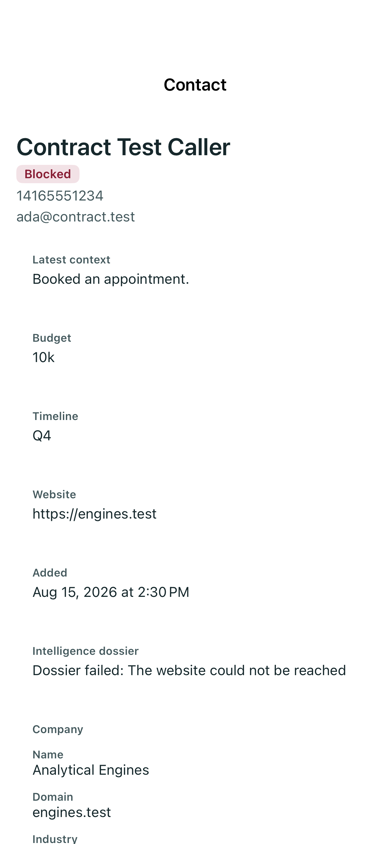 Contact
Contract Test Caller
Blocked
14165551234
ada@contract.test
Latest context
Booked an appointment.
Budget
10k
Timeline
Q4
Website
https://engines.test
Added
Aug 15, 2026 at 2:30 PM
Intelligence dossier
Dossier failed: The website could not be reached
Company
Name
Analytical Engines
Domain
engines.test
Industry